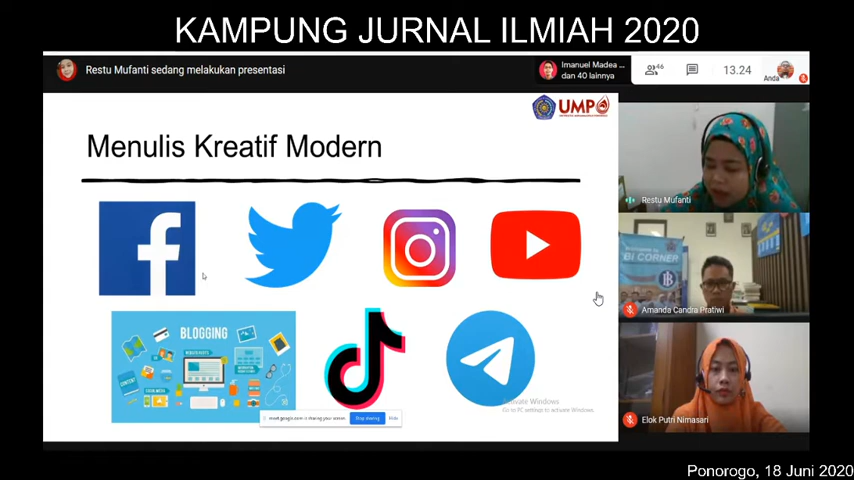 KAMPUNG JURNAL ILMIAH 2020
Restu Mufanti sedang melakukan presentasi
Imanuel Madea ...
dan 40 lainnya
46
13.24
Anda
UMPO
Menulis Kreatif Modern
BLOGGING
CONTENT
Activate Windows
Go to PC settings to activate Windows.
meet.google.com is sharing your screen.
Stop sharing
Hide
Restu Mufanti
BI CORNER
Amanda Candra Pratiwi
Elok Putri Nimasari
Ponorogo, 18 Juni 2020